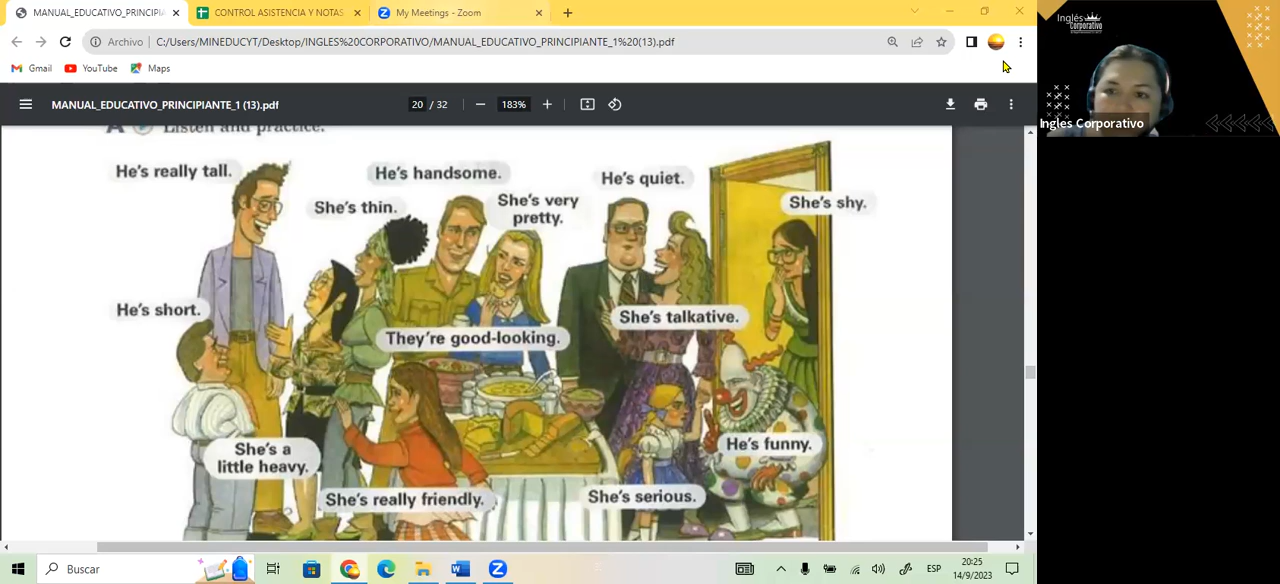 MANUAL_EDUCATIVO_PRINCIPIA
CONTROL ASISTENCIA Y NOTAS
My Meetings - Zoom
Archivo
C:/Users/MINEDUCYT/Desktop/INGLES%20CORPORATIVO/MANUAL_EDUCATIVO_PRINCIPIANTE_1%20(13).pdf
Gmail
YouTube
Maps
MANUAL_EDUCATIVO_PRINCIPIANTE_1 (13).pdf
20 / 32
183%
A Listen and practice.
He's really tall.
He's handsome.
He's quiet.
She's thin.
She's very
pretty.
She's shy.
He's short.
She's talkative.
They're good-looking.
He's funny.
She's a
little heavy.
She's really friendly.
She's serious.
Inglés
Corporativo
Ingles Corporativo
Buscar
ESP
20:25
14/9/2023